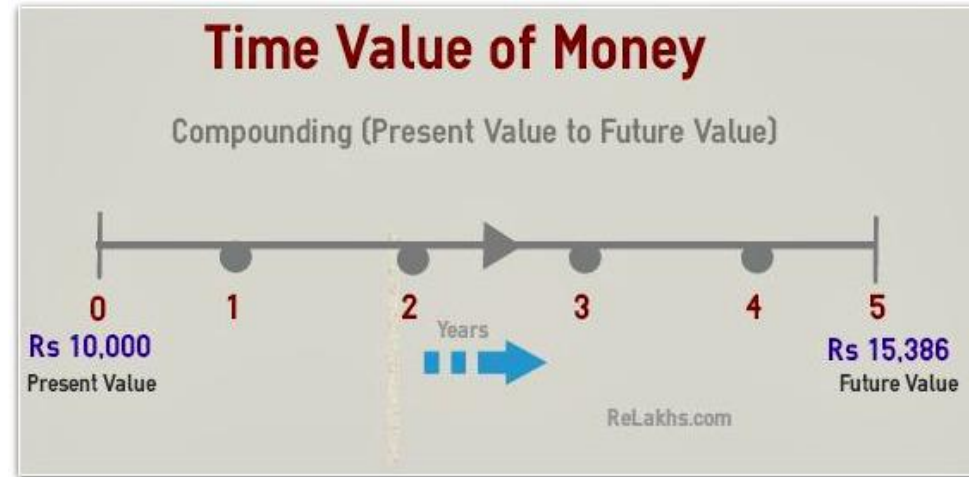 Time Value of Money
Compounding (Present Value to Future Value)
0 1 2 3 4 5
Years
Rs 10,000 Rs 15,386
Present Value Future Value
ReLakhs.com